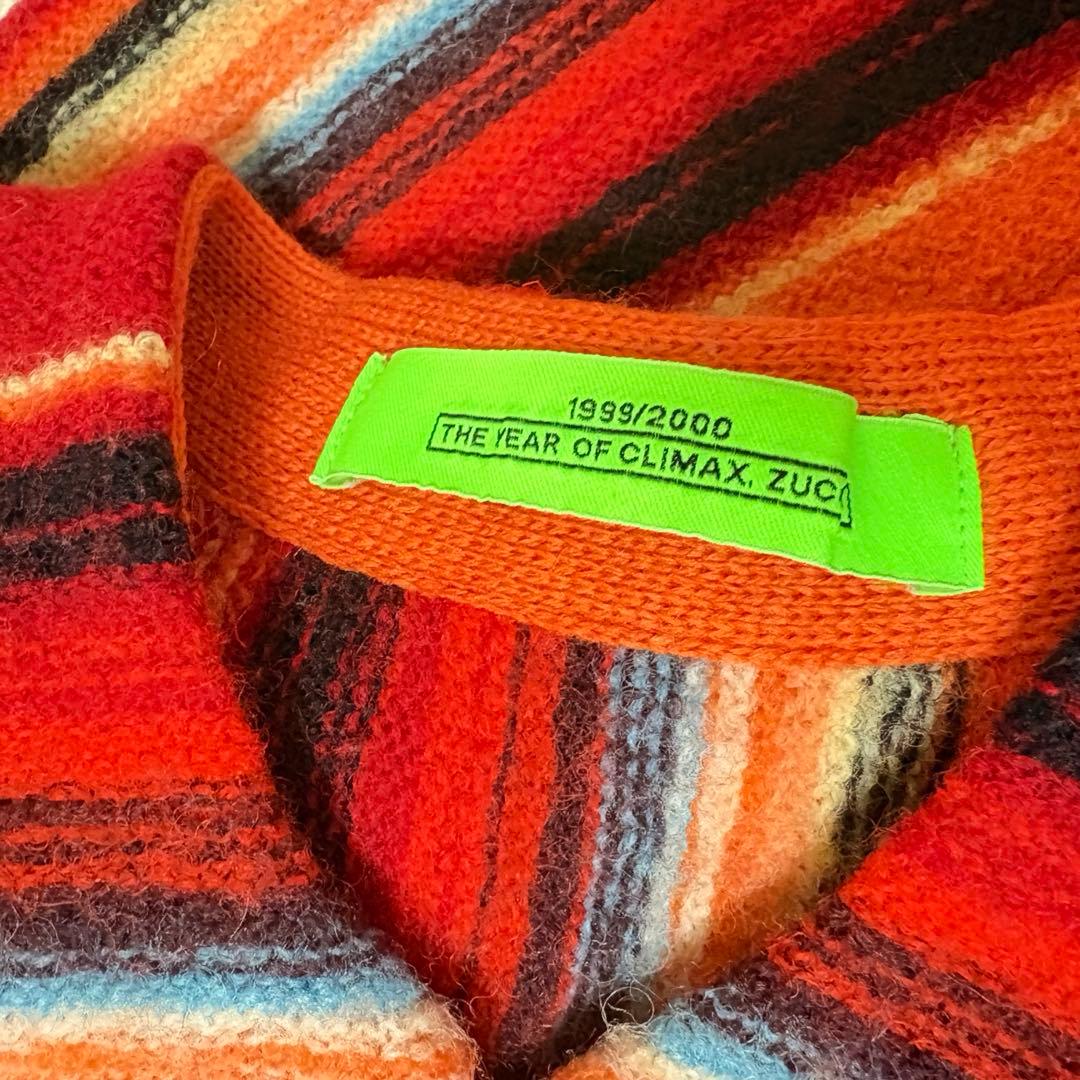 1999/2000
THE YEAR OF CLIMAX. ZUC